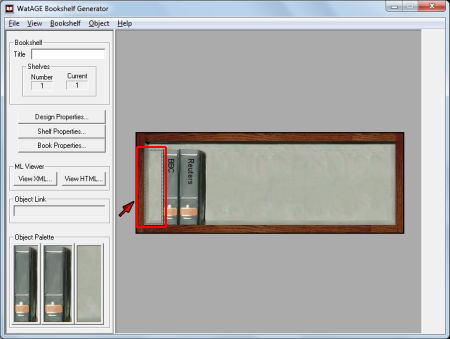 WatAGE Bookshelf Generator
File View Bookshelf Object Help
Bookshelf
Title
Shelves
Number Current
1 1
Design Properties...
Shelf Properties...
Book Properties...
ML Viewer
View XML... View HTML...
Object Link
Object Palette
BBC
Reuters